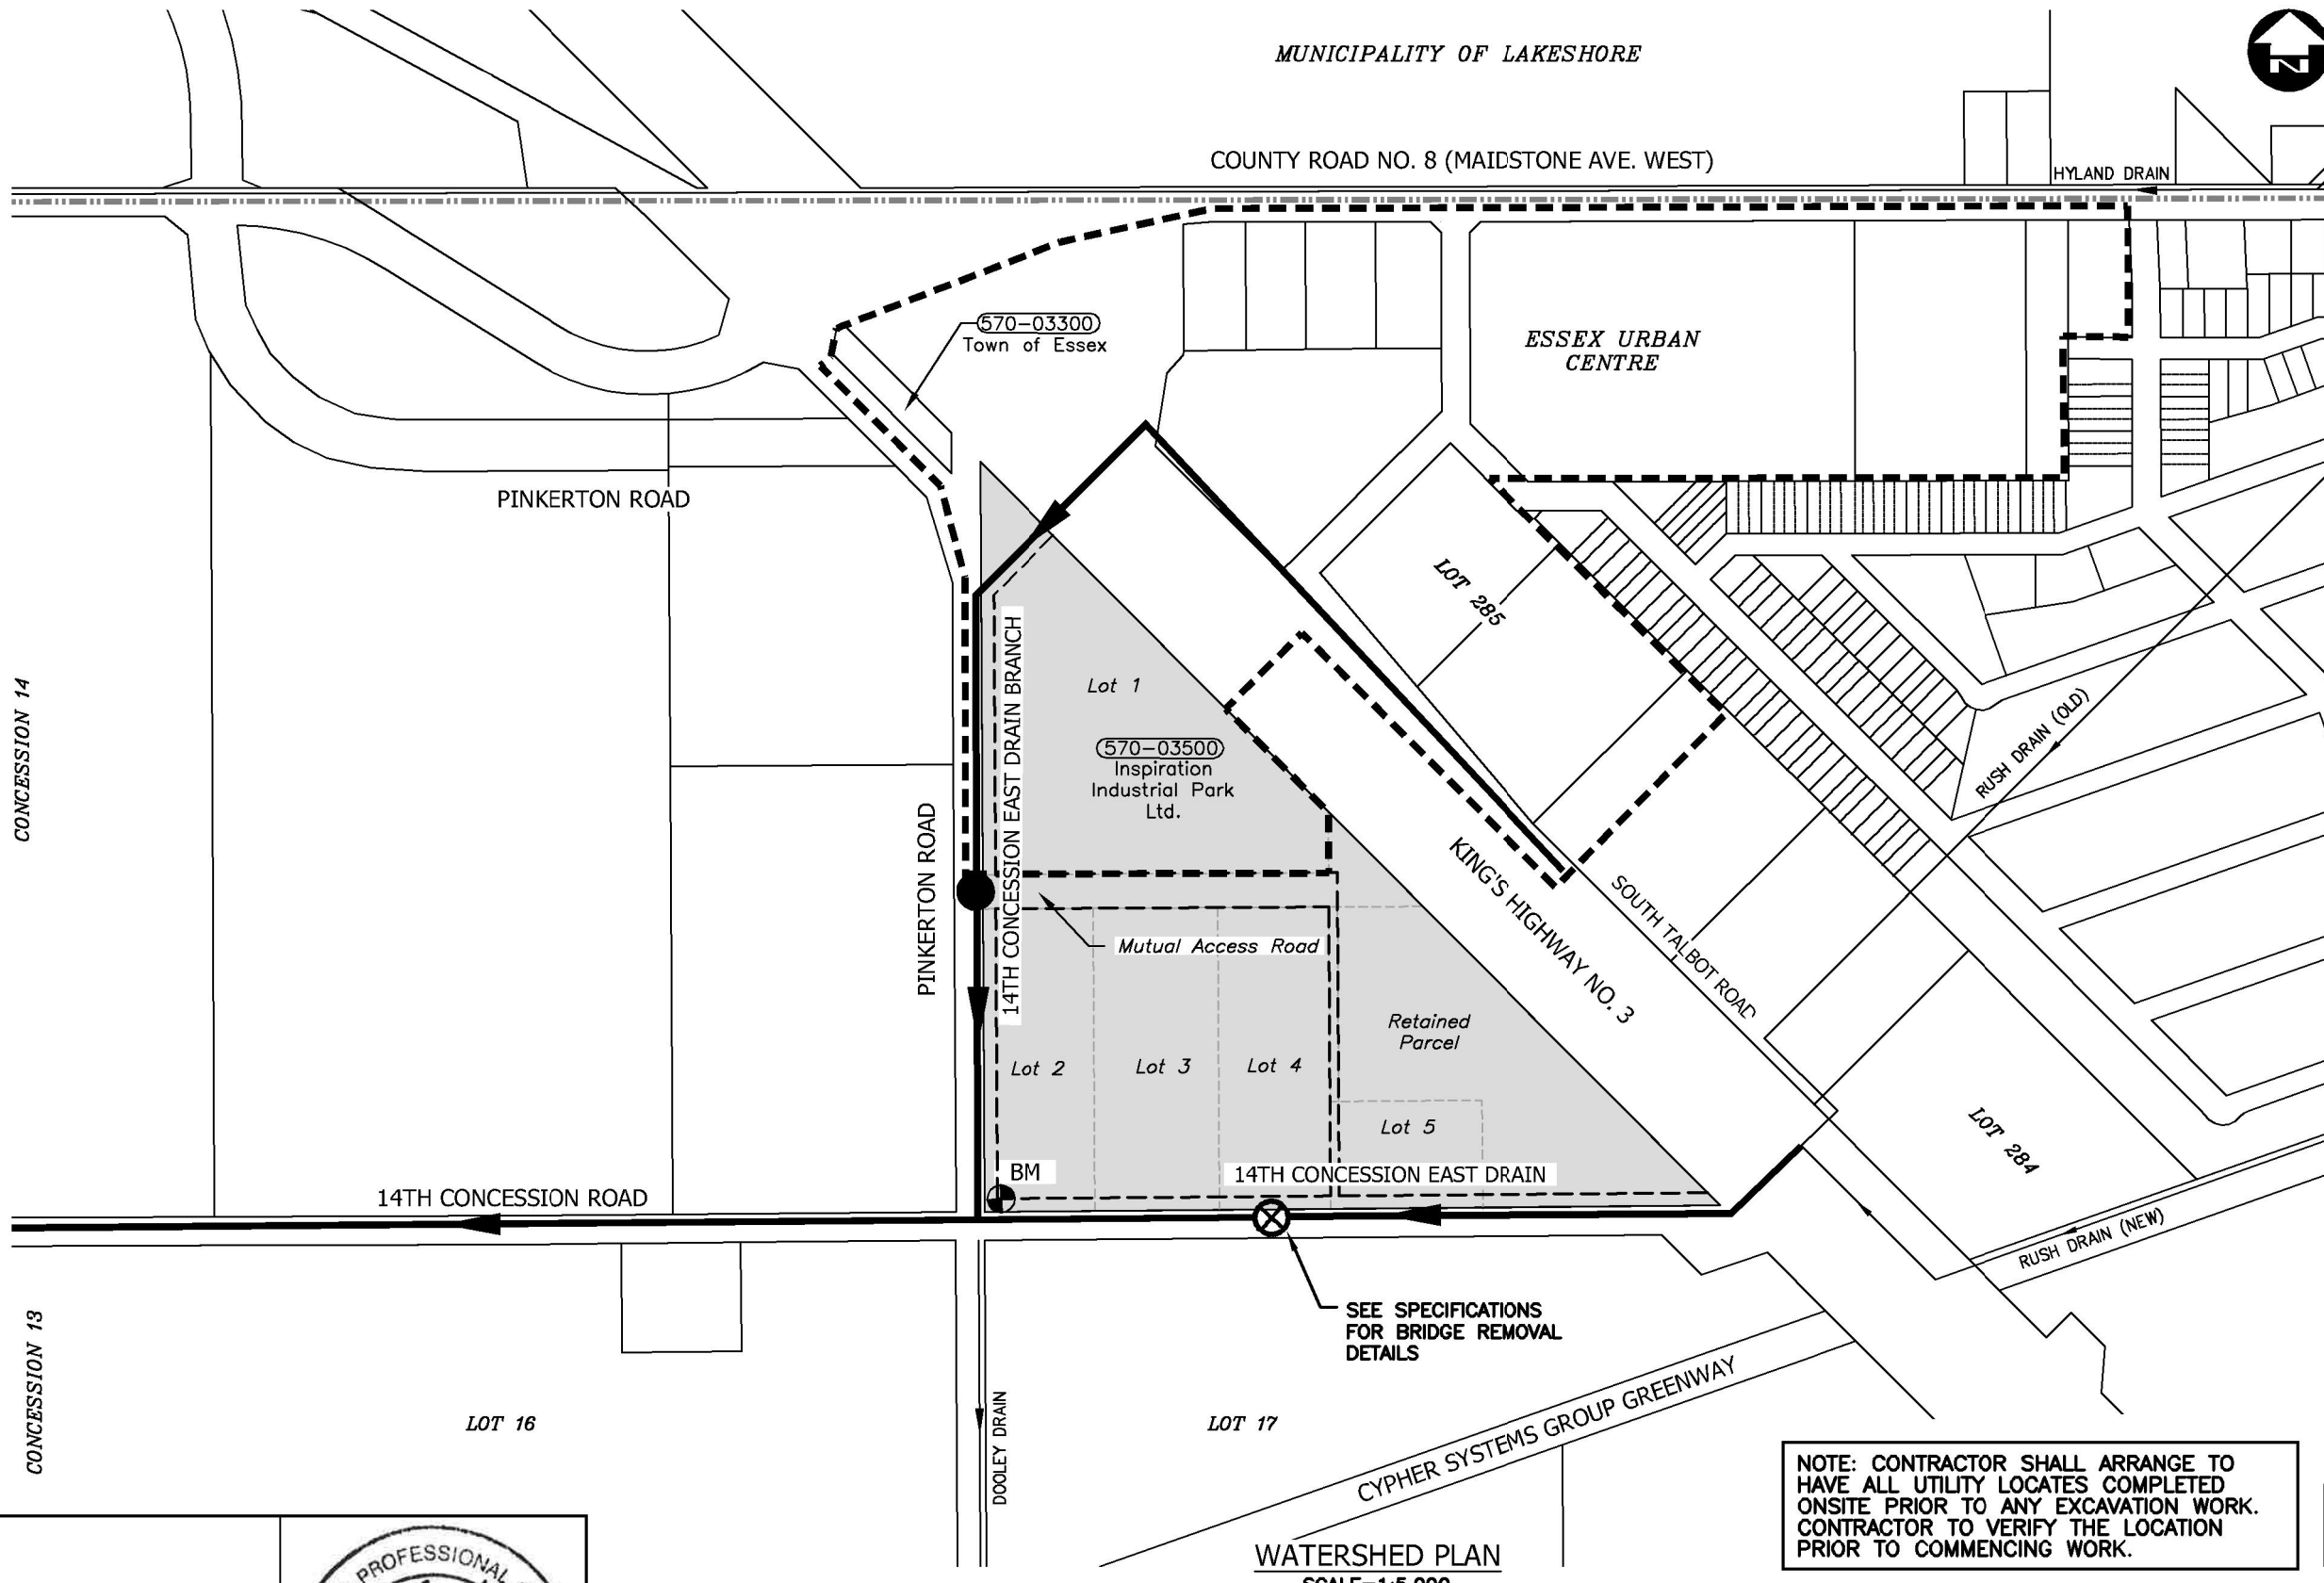 MUNICIPALITY OF LAKESHORE
N
COUNTY ROAD NO. 8 (MAIDSTONE AVE. WEST)
HYLAND DRAIN
570-03300
Town of Essex
ESSEX URBAN
CENTRE
PINKERTON ROAD
LOT 285
CONCESSION 14
14TH CONCESSION EAST DRAIN BRANCH
Lot 1
570-03500
Inspiration
Industrial Park
Ltd.
RUSH DRAIN (OLD)
PINKERTON ROAD
KING'S HIGHWAY NO. 3
SOUTH TALBOT ROAD
Mutual Access Road
Retained
Parcel
Lot 2
Lot 3
Lot 4
Lot 5
LOT 284
BM
14TH CONCESSION EAST DRAIN
14TH CONCESSION ROAD
RUSH DRAIN (NEW)
SEE SPECIFICATIONS
FOR BRIDGE REMOVAL
DETAILS
CONCESSION 13
LOT 16
DOOLEY DRAIN
LOT 17
CYPHER SYSTEMS GROUP GREENWAY
NOTE: CONTRACTOR SHALL ARRANGE TO
HAVE ALL UTILITY LOCATES COMPLETED
ONSITE PRIOR TO ANY EXCAVATION WORK.
CONTRACTOR TO VERIFY THE LOCATION
PRIOR TO COMMENCING WORK.
PROFESSIONAL
WATERSHED PLAN
SCALE=1:5,000